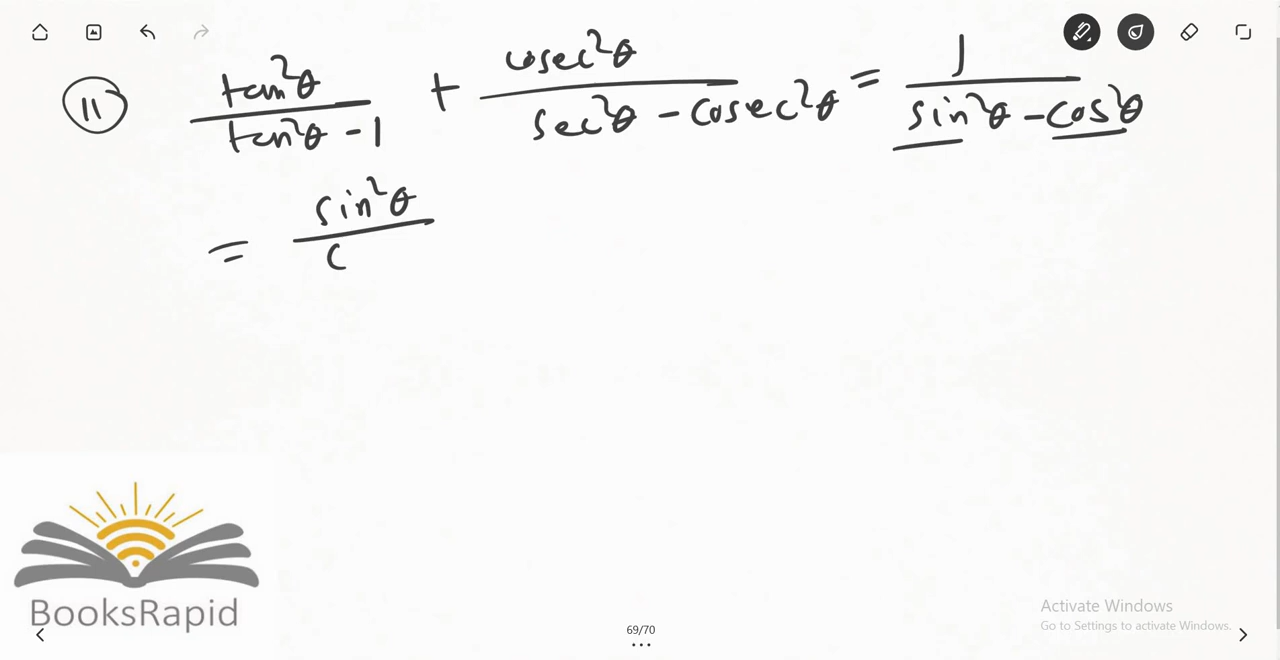 (11) tan²θ / tan²θ - 1 + cosec²θ / sec²θ - cosec²θ = 1 / sin²θ - cos²θ
= sin²θ / c
BooksRapid
Activate Windows
Go to Settings to activate Windows.
69/70